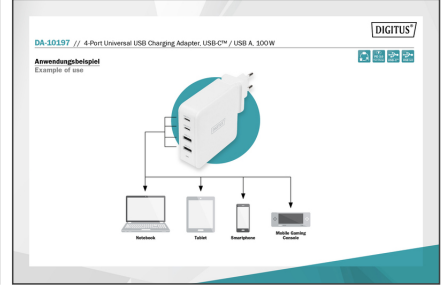 DIGITUS®
DA-10197 // 4-Port Universal USB Charging Adapter, USB-C™ / USB A, 100 W
Anwendungsbeispiel
Example of use
Notebook
Tablet
Smartphone
Mobile Gaming
Console